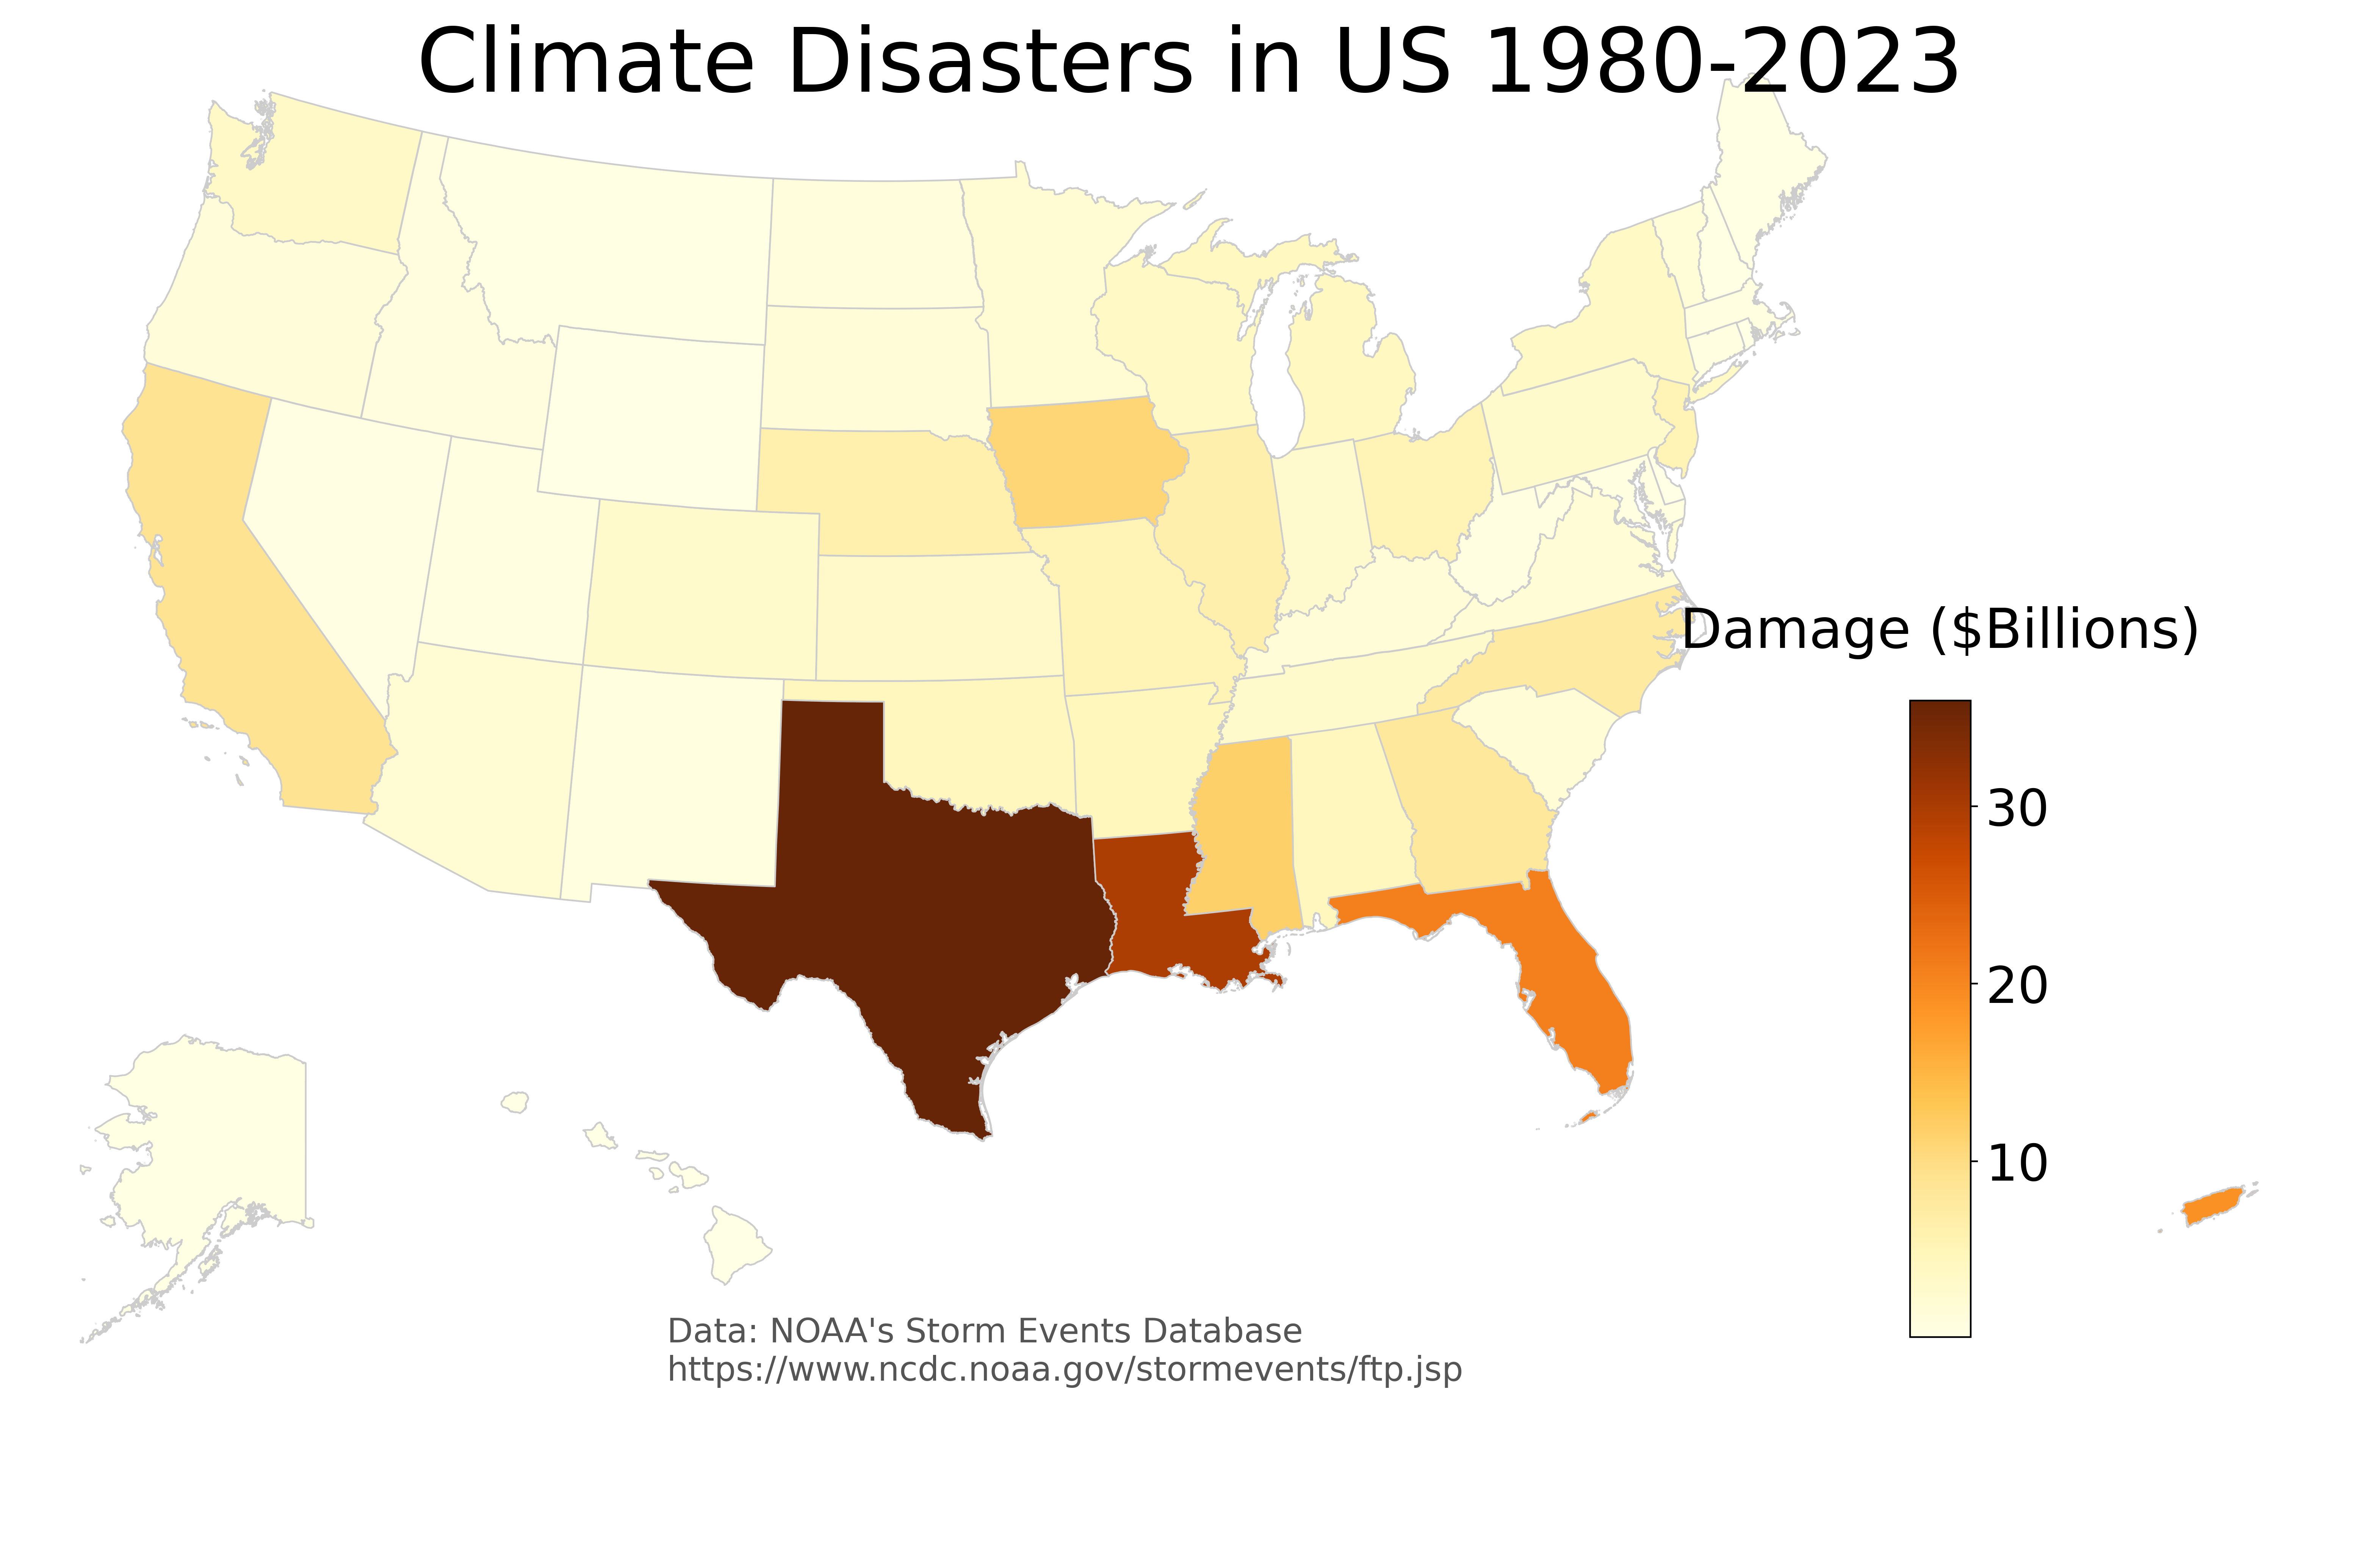 Climate Disasters in US 1980-2023
Damage ($Billions)
30
20
10
Data: NOAA's Storm Events Database
https://www.ncdc.noaa.gov/stormevents/ftp.jsp